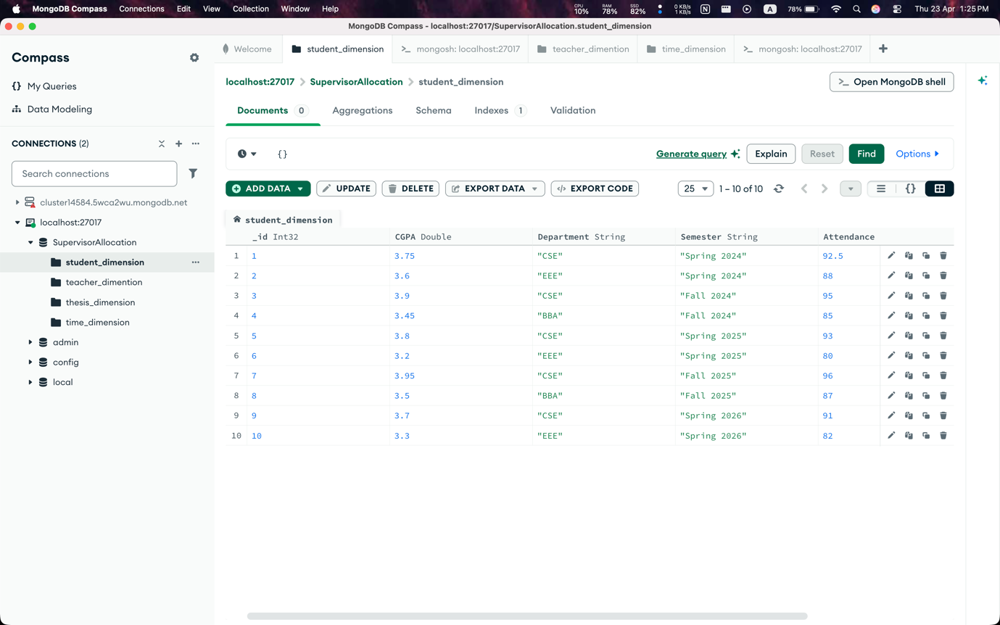 MongoDB Compass Connections Edit View Collection Window Help CPU 10% RAM 78% SSD 82% 0 KB/s 1 KB/s N A 78% Thu 23 Apr 1:25 PM
MongoDB Compass - localhost:27017/SupervisorAllocation.student_dimension
Compass
{} My Queries
Data Modeling
CONNECTIONS (2)
Search connections
cluster14584.5wca2wu.mongodb.net
localhost:27017
SupervisorAllocation
student_dimension
teacher_dimention
thesis_dimension
time_dimension
admin
config
local
Welcome student_dimension >_ mongosh: localhost:27017 teacher_dimention time_dimension >_ mongosh: localhost:27017 +
localhost:27017 > SupervisorAllocation > student_dimension >_ Open MongoDB shell
Documents 0 Aggregations Schema Indexes 1 Validation
{} Generate query Explain Reset Find Options
ADD DATA UPDATE DELETE EXPORT DATA </> EXPORT CODE 25 1 – 10 of 10 {}
student_dimension
_id Int32 CGPA Double Department String Semester String Attendance
1 1 3.75 "CSE" "Spring 2024" 92.5
2 2 3.6 "EEE" "Spring 2024" 88
3 3 3.9 "CSE" "Fall 2024" 95
4 4 3.45 "BBA" "Fall 2024" 85
5 5 3.8 "CSE" "Spring 2025" 93
6 6 3.2 "EEE" "Spring 2025" 80
7 7 3.95 "CSE" "Fall 2025" 96
8 8 3.5 "BBA" "Fall 2025" 87
9 9 3.7 "CSE" "Spring 2026" 91
10 10 3.3 "EEE" "Spring 2026" 82